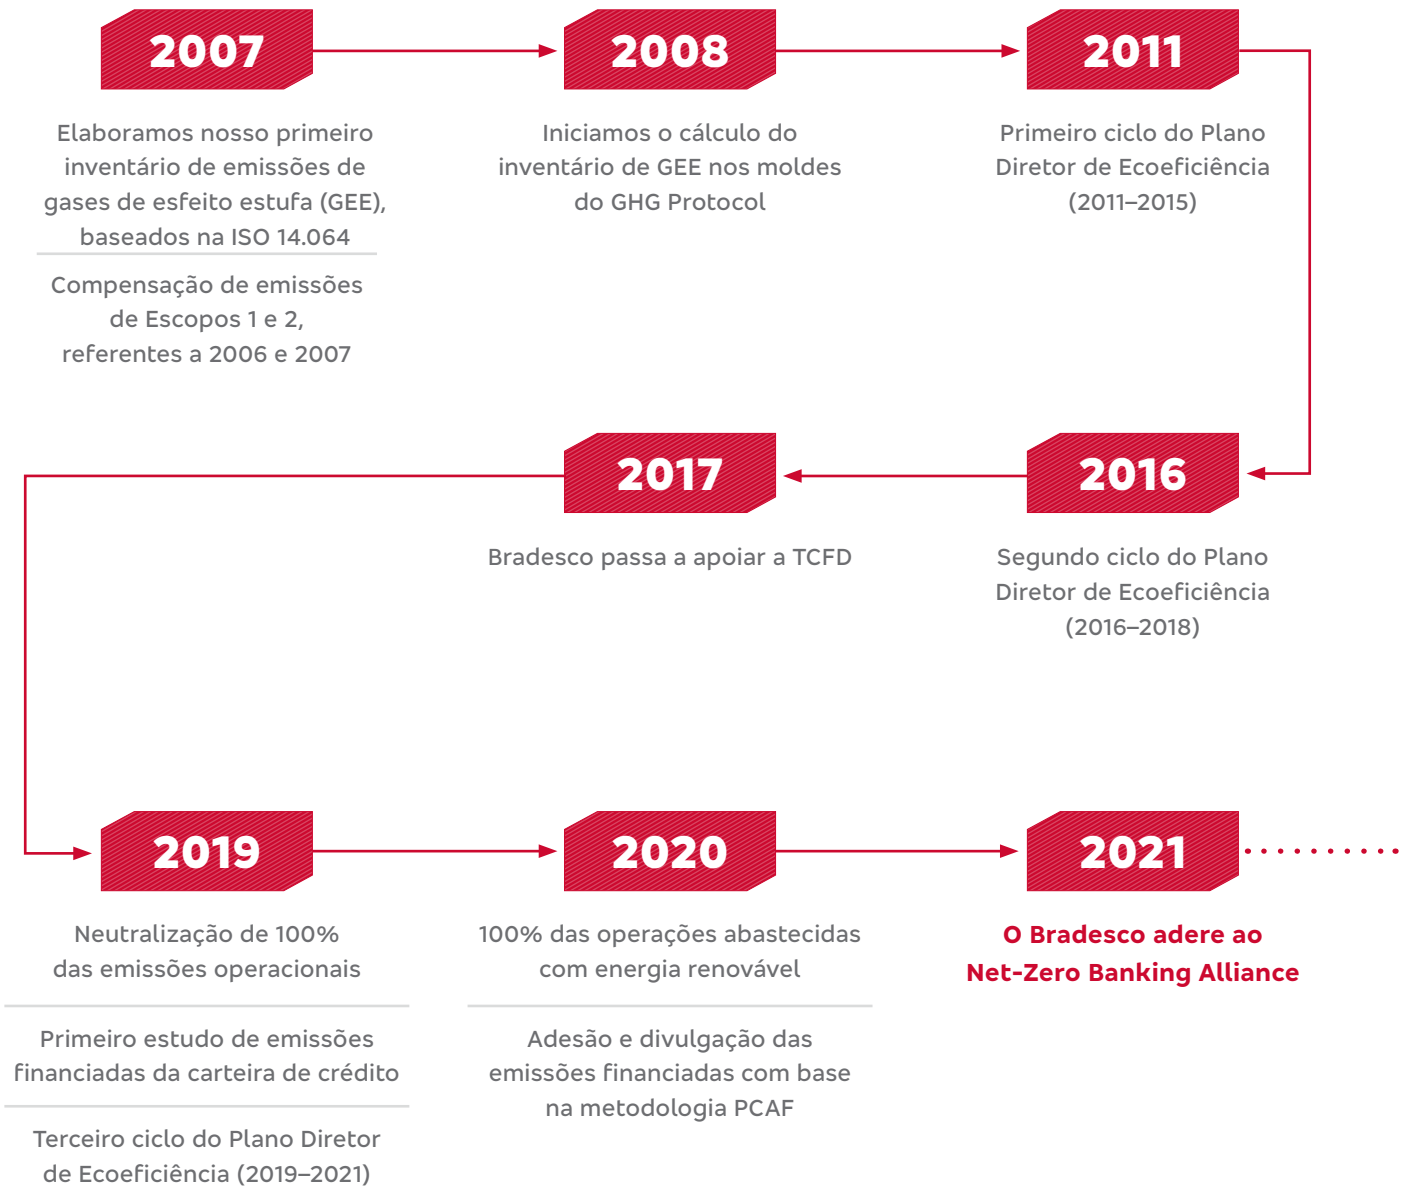 2007
Elaboramos nosso primeiro
inventário de emissões de
gases de esfeito estufa (GEE),
baseados na ISO 14.064
Compensação de emissões
de Escopos 1 e 2,
referentes a 2006 e 2007
2008
Iniciamos o cálculo do
inventário de GEE nos moldes
do GHG Protocol
2011
Primeiro ciclo do Plano
Diretor de Ecoeficiência
(2011–2015)
2016
Segundo ciclo do Plano
Diretor de Ecoeficiência
(2016–2018)
2017
Bradesco passa a apoiar a TCFD
2019
Neutralização de 100%
das emissões operacionais
Primeiro estudo de emissões
financiadas da carteira de crédito
Terceiro ciclo do Plano Diretor
de Ecoeficiência (2019–2021)
2020
100% das operações abastecidas
com energia renovável
Adesão e divulgação das
emissões financiadas com base
na metodologia PCAF
2021
O Bradesco adere ao
Net-Zero Banking Alliance